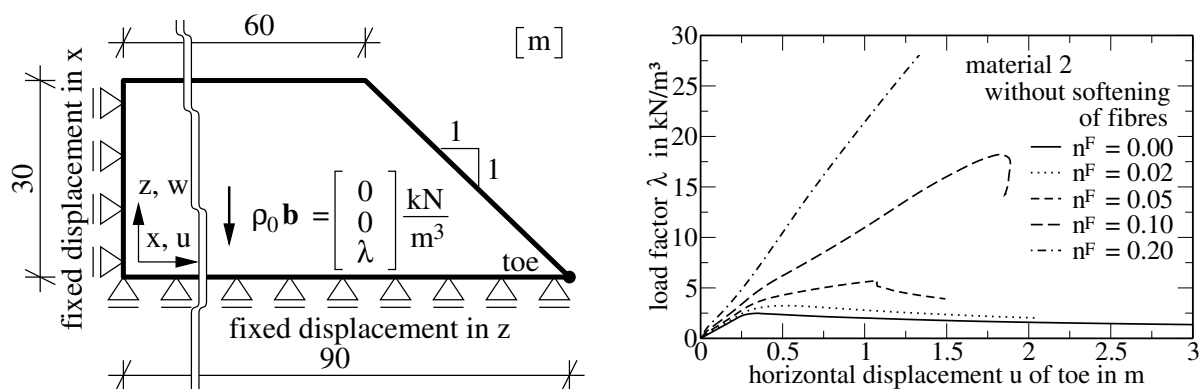 60
[m]
fixed displacement in x
30
1
1
z, w
x, u
ρ₀ b = [ 0 0 λ ] kN/m³
toe
fixed displacement in z
90
load factor λ in kN/m³
30
25
20
15
10
5
0
material 2
without softening
of fibres
nF = 0.00
nF = 0.02
nF = 0.05
nF = 0.10
nF = 0.20
0 0.5 1 1.5 2 2.5 3
horizontal displacement u of toe in m